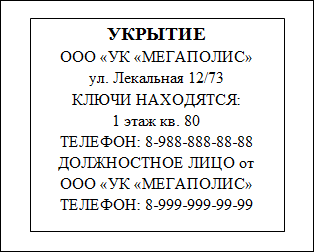 УКРЫТИЕ
ООО «УК «МЕГАПОЛИС»
ул. Лекальная 12/73
КЛЮЧИ НАХОДЯТСЯ:
1 этаж кв. 80
ТЕЛЕФОН: 8-988-888-88-88
ДОЛЖНОСТНОЕ ЛИЦО от
ООО «УК «МЕГАПОЛИС»
ТЕЛЕФОН: 8-999-999-99-99